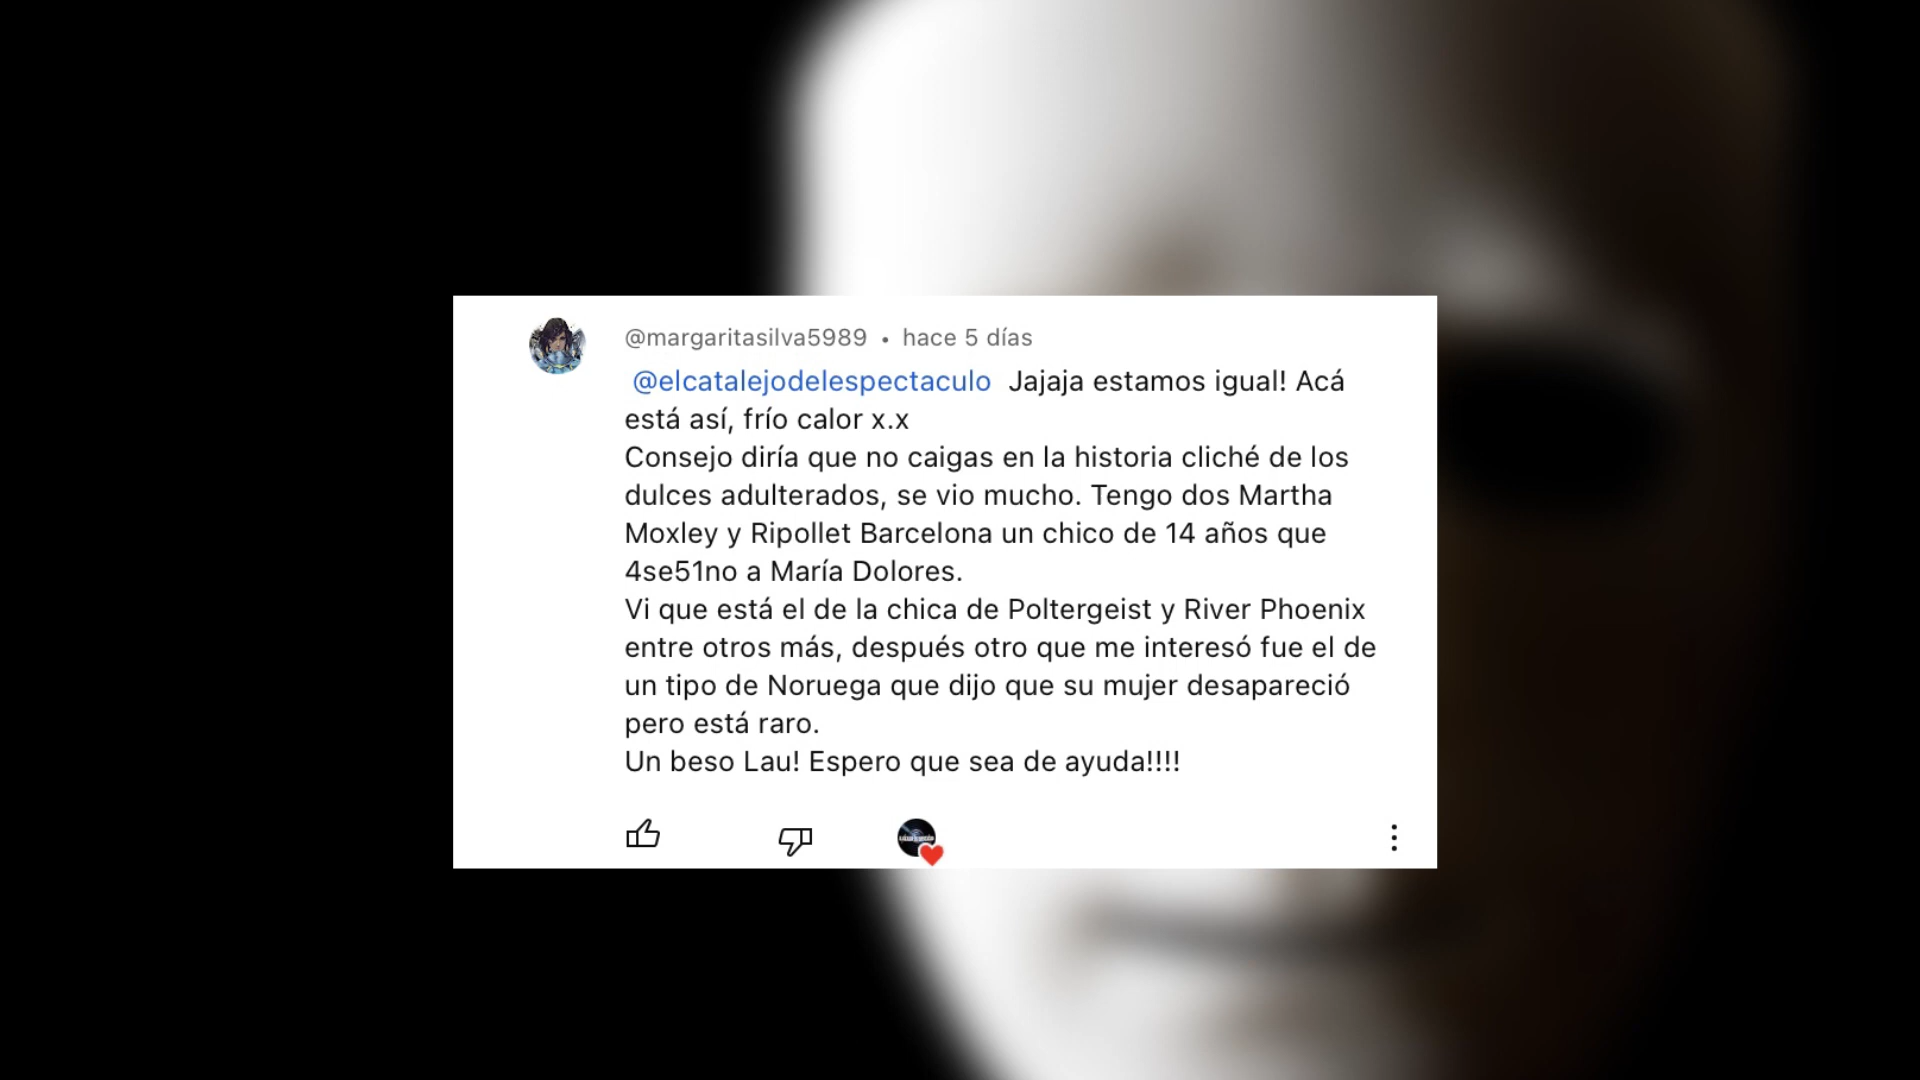 @margaritasilva5989 • hace 5 días
@elcatalejodelespectaculo Jajaja estamos igual! Acá
está así, frío calor x.x
Consejo diría que no caigas en la historia cliché de los
dulces adulterados, se vio mucho. Tengo dos Martha
Moxley y Ripollet Barcelona un chico de 14 años que
4se51no a María Dolores.
Vi que está el de la chica de Poltergeist y River Phoenix
entre otros más, después otro que me interesó fue el de
un tipo de Noruega que dijo que su mujer desapareció
pero está raro.
Un beso Lau! Espero que sea de ayuda!!!!